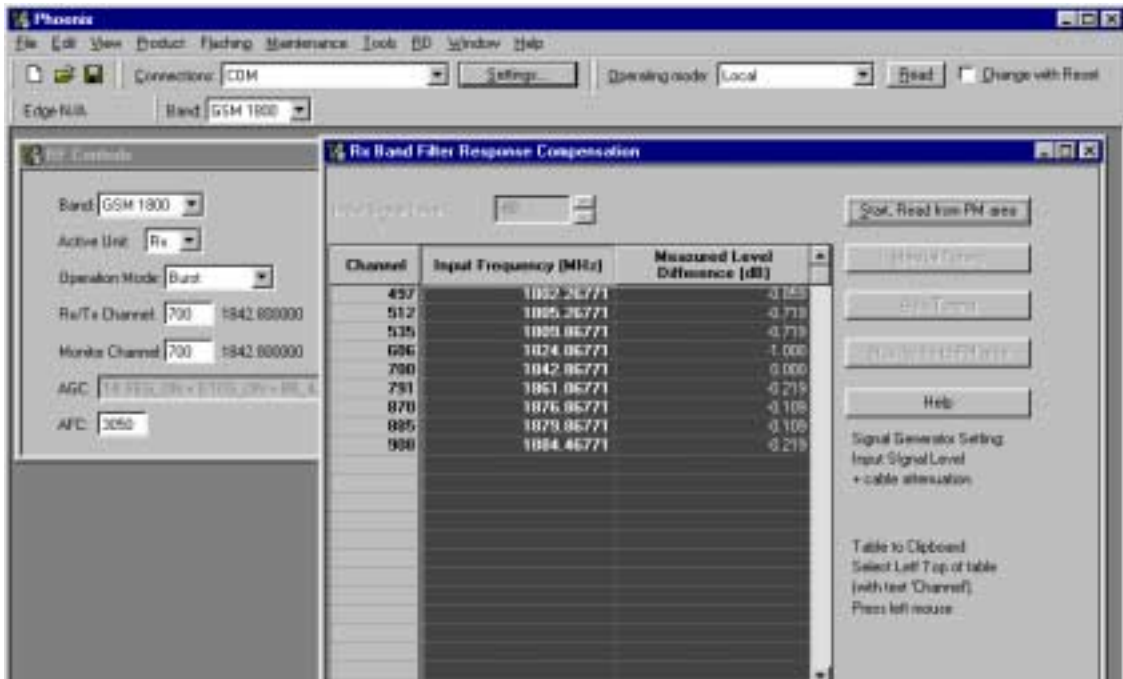 Phoenix
File Edit View Product Flashing Maintenance Tools BD Window Help
Connections: COM Settings... Operating mode: Local Read Change with Reset
Edge N/A Band: GSM 1800
RF Controls
Band: GSM 1800
Active Unit: Rx
Operation Mode: Burst
Rx/Tx Channel: 700 1842.800000
Monitor Channel: 700 1842.800000
AGC:
AFC: 3050
Rx Band Filter Response Compensation
Start, Read from PM area
Help
Signal Generator Setting:
Input Signal Level
+ cable attenuation
Table to Clipboard
Select Left Top of table
(with text 'Channel').
Press left mouse
Channel Input Frequency (MHz) Measured Level Difference (dB)
497 1802.26771
512 1805.26771 -0.719
535 1809.86771 -0.719
606 1824.06771 -1.000
700 1842.86771 0.000
791 1861.06771 -0.219
870 1876.86771 -0.109
885 1879.86771 -0.109
908 1884.46771 -0.219